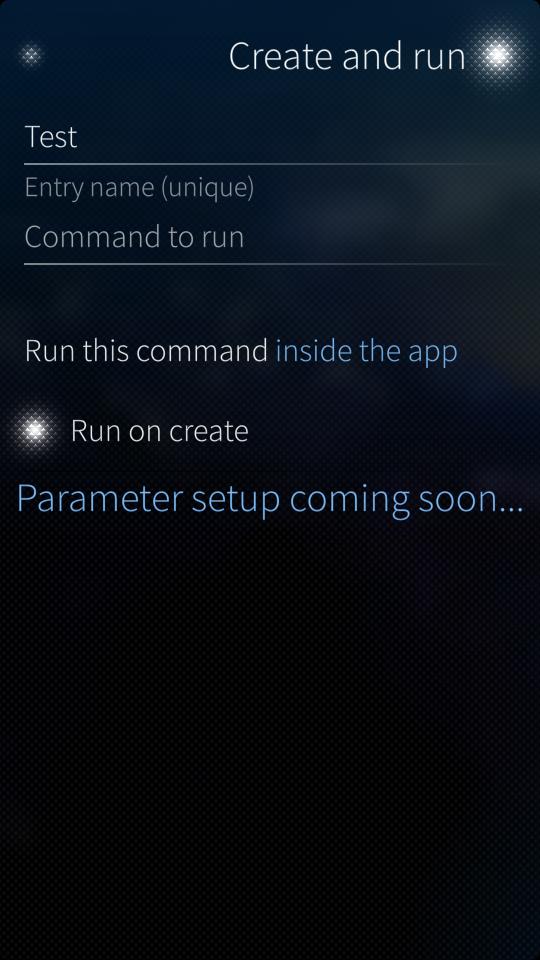 Create and run
Test
Entry name (unique)
Command to run
Run this command inside the app
Run on create
Parameter setup coming soon...